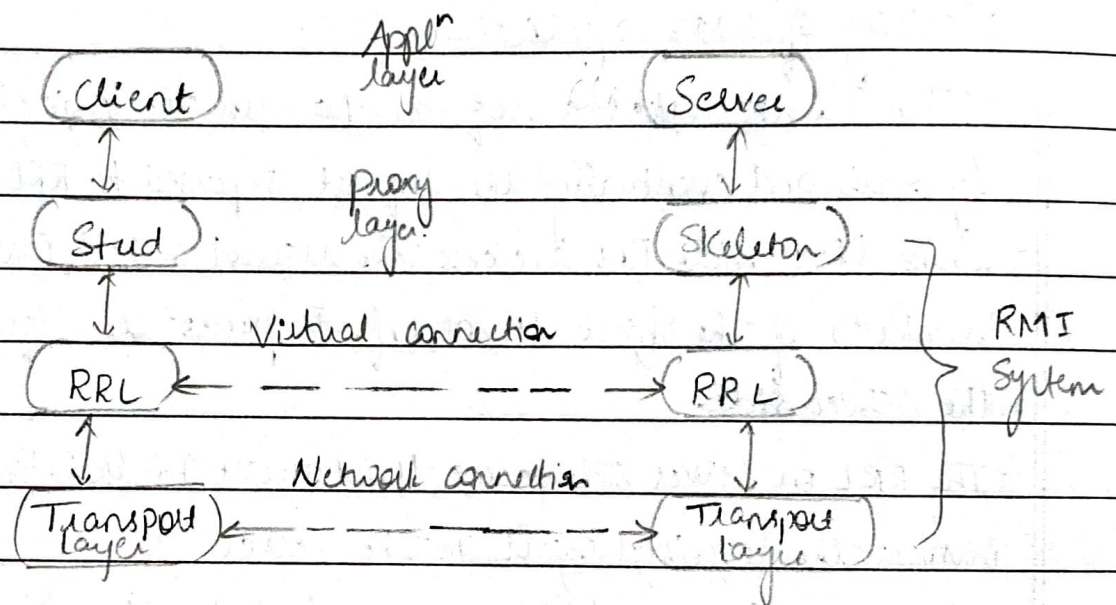 Appln
layer
Client
Server
Proxy
layer
Stud
Skeleton
Virtual connection
RMI
System
RRL
RRL
Network connection
Transport
layer
Transport
layer